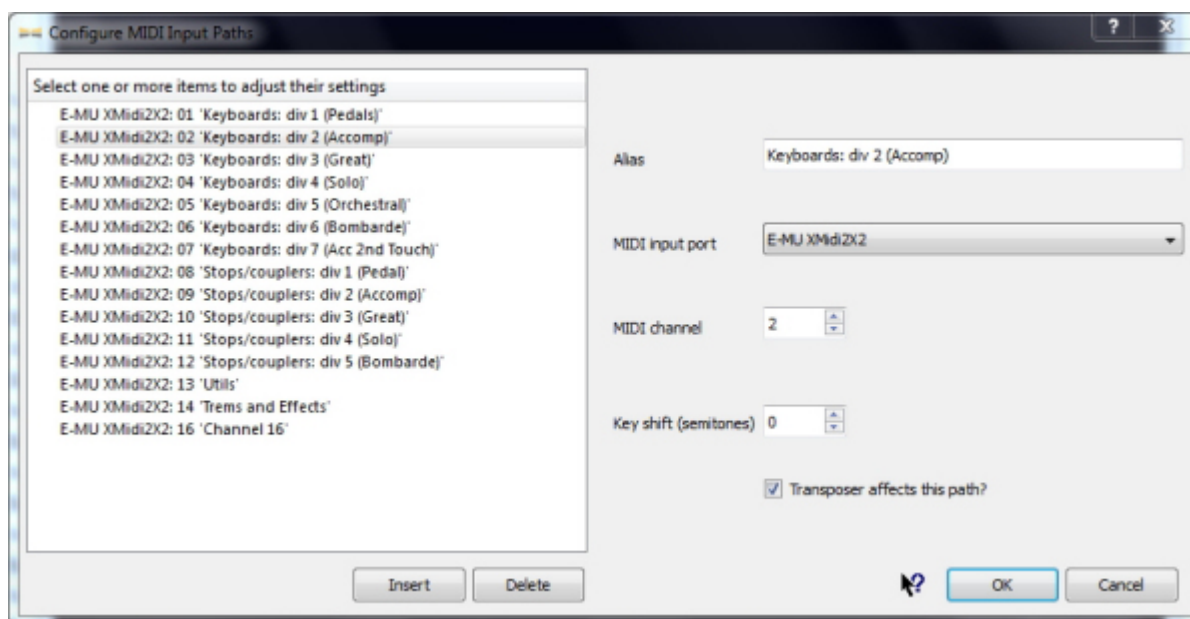 Configure MIDI Input Paths
?
Select one or more items to adjust their settings
E-MU XMidi2X2: 01 'Keyboards: div 1 (Pedals)'
E-MU XMidi2X2: 02 'Keyboards: div 2 (Accomp)'
E-MU XMidi2X2: 03 'Keyboards: div 3 (Great)'
E-MU XMidi2X2: 04 'Keyboards: div 4 (Solo)'
E-MU XMidi2X2: 05 'Keyboards: div 5 (Orchestral)'
E-MU XMidi2X2: 06 'Keyboards: div 6 (Bombarde)'
E-MU XMidi2X2: 07 'Keyboards: div 7 (Acc 2nd Touch)'
E-MU XMidi2X2: 08 'Stops/couplers: div 1 (Pedal)'
E-MU XMidi2X2: 09 'Stops/couplers: div 2 (Accomp)'
E-MU XMidi2X2: 10 'Stops/couplers: div 3 (Great)'
E-MU XMidi2X2: 11 'Stops/couplers: div 4 (Solo)'
E-MU XMidi2X2: 12 'Stops/couplers: div 5 (Bombarde)'
E-MU XMidi2X2: 13 'Utils'
E-MU XMidi2X2: 14 'Trems and Effects'
E-MU XMidi2X2: 16 'Channel 16'
Insert
Delete
Alias
Keyboards: div 2 (Accomp)
MIDI input port
E-MU XMidi2X2
MIDI channel
2
Key shift (semitones)
0
Transposer affects this path?
?
OK
Cancel